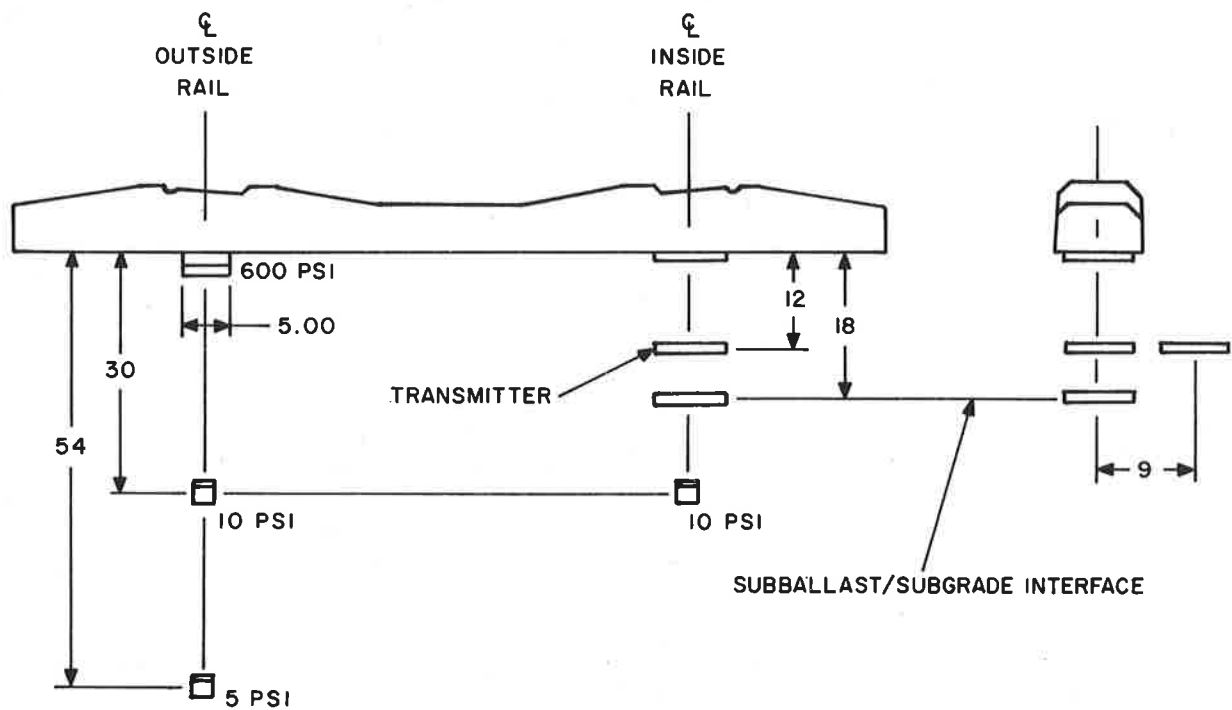 ℄
OUTSIDE
RAIL
℄
INSIDE
RAIL
600 PSI
5.00
12
18
30
TRANSMITTER
54
9
10 PSI
10 PSI
SUBBALLAST/SUBGRADE INTERFACE
5 PSI